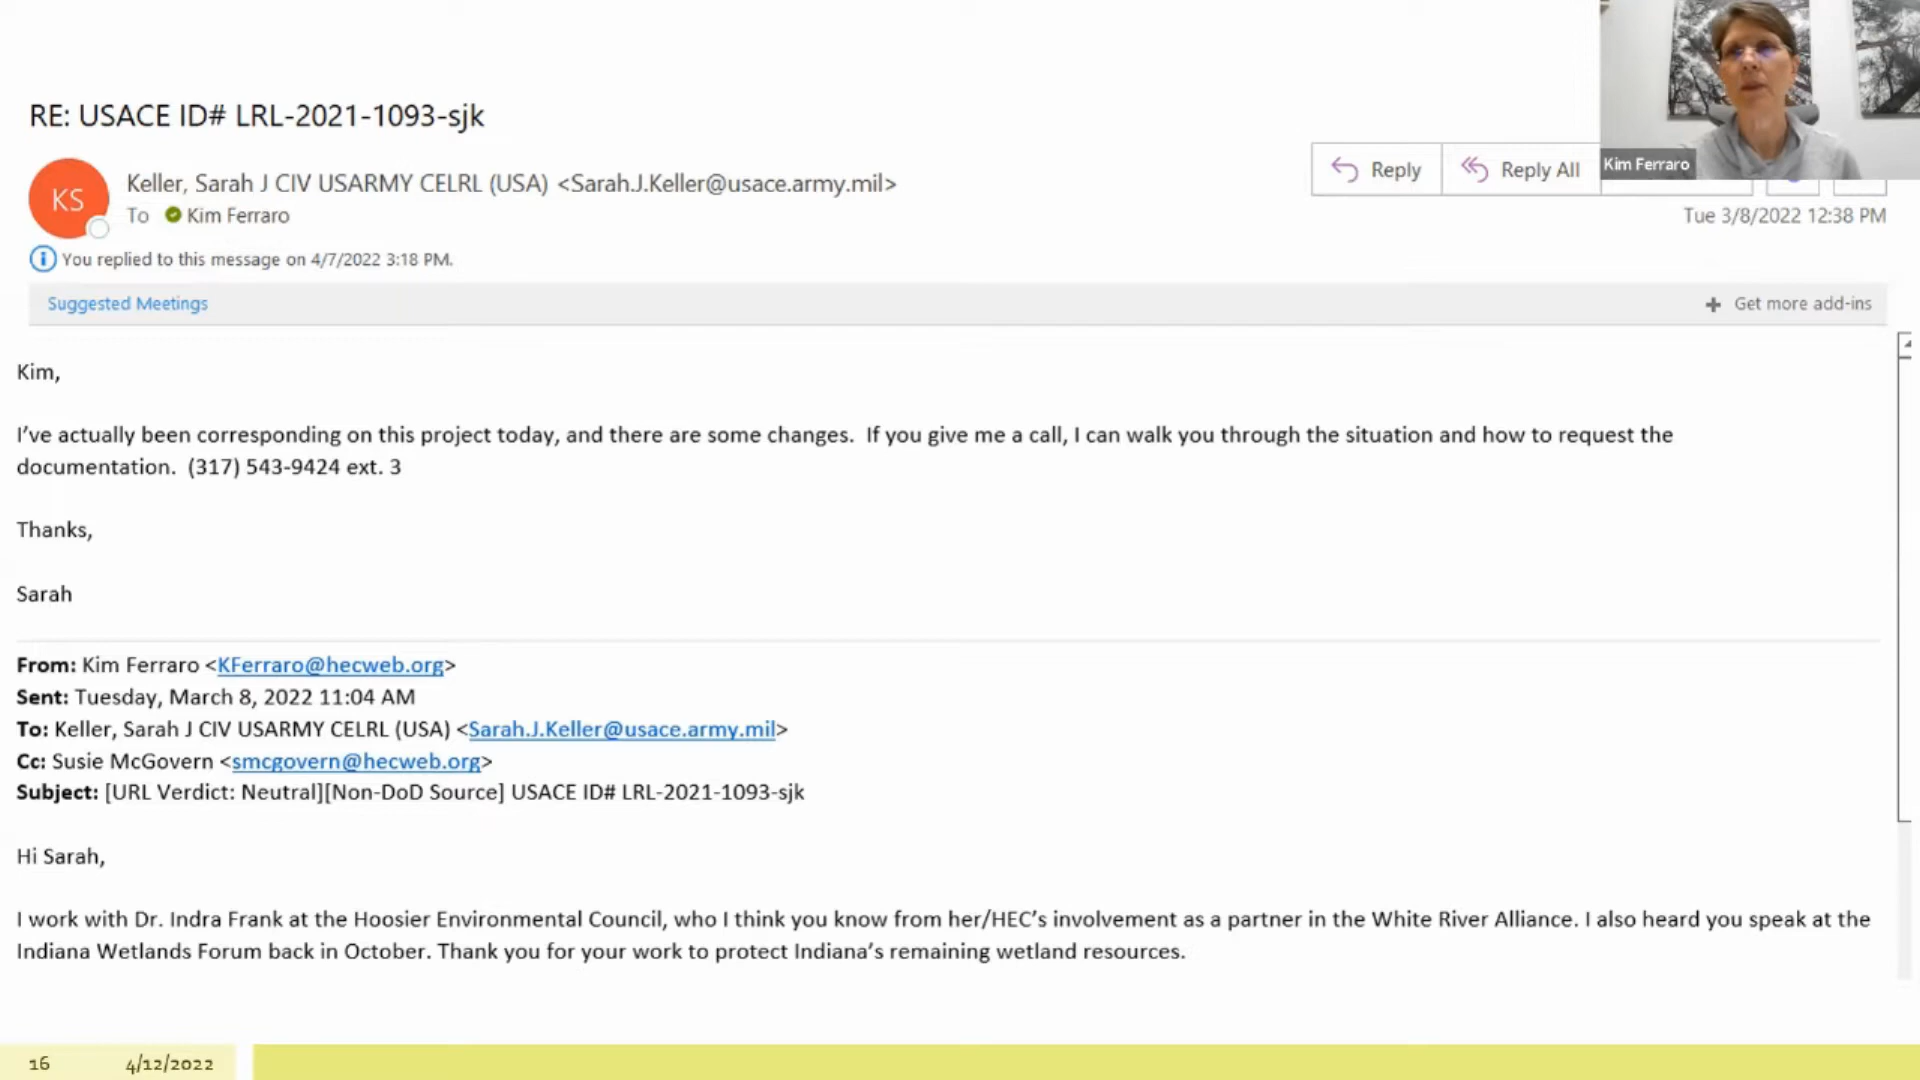 RE: USACE ID# LRL-2021-1093-sjk
KS
Keller, Sarah J CIV USARMY CELRL (USA) <Sarah.J.Keller@usace.army.mil>
To Kim Ferraro
Reply
Reply All
Kim Ferraro
Tue 3/8/2022 12:38 PM
You replied to this message on 4/7/2022 3:18 PM.
Suggested Meetings
+ Get more add-ins
Kim,
I’ve actually been corresponding on this project today, and there are some changes. If you give me a call, I can walk you through the situation and how to request the
documentation. (317) 543-9424 ext. 3
Thanks,
Sarah
From: Kim Ferraro <KFerraro@hecweb.org>
Sent: Tuesday, March 8, 2022 11:04 AM
To: Keller, Sarah J CIV USARMY CELRL (USA) <Sarah.J.Keller@usace.army.mil>
Cc: Susie McGovern <smcgovern@hecweb.org>
Subject: [URL Verdict: Neutral][Non-DoD Source] USACE ID# LRL-2021-1093-sjk
Hi Sarah,
I work with Dr. Indra Frank at the Hoosier Environmental Council, who I think you know from her/HEC’s involvement as a partner in the White River Alliance. I also heard you speak at the
Indiana Wetlands Forum back in October. Thank you for your work to protect Indiana’s remaining wetland resources.
16 4/12/2022